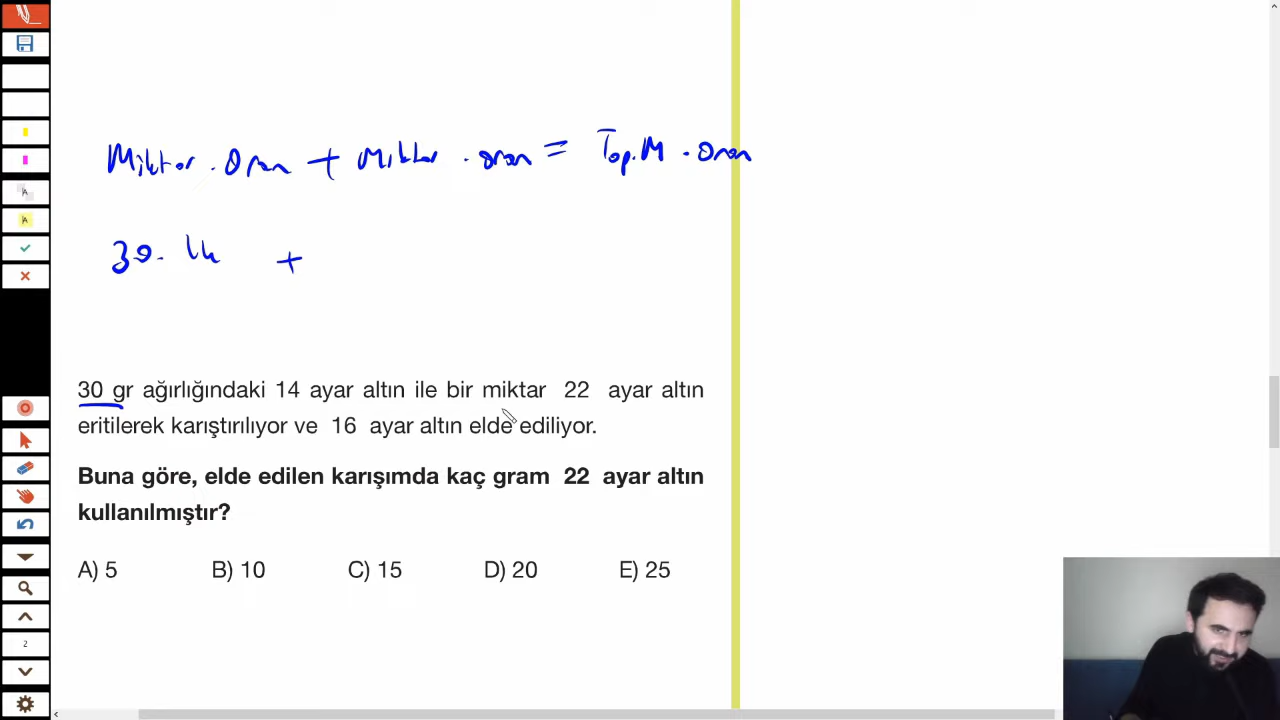 Miktar . Oran + Miktar . oran = Top.M . Oran
30. 14 +
30 gr ağırlığındaki 14 ayar altın ile bir miktar 22 ayar altın
eritilerek karıştırılıyor ve 16 ayar altın elde ediliyor.
Buna göre, elde edilen karışımda kaç gram 22 ayar altın
kullanılmıştır?
A) 5 B) 10 C) 15 D) 20 E) 25
A
A
2